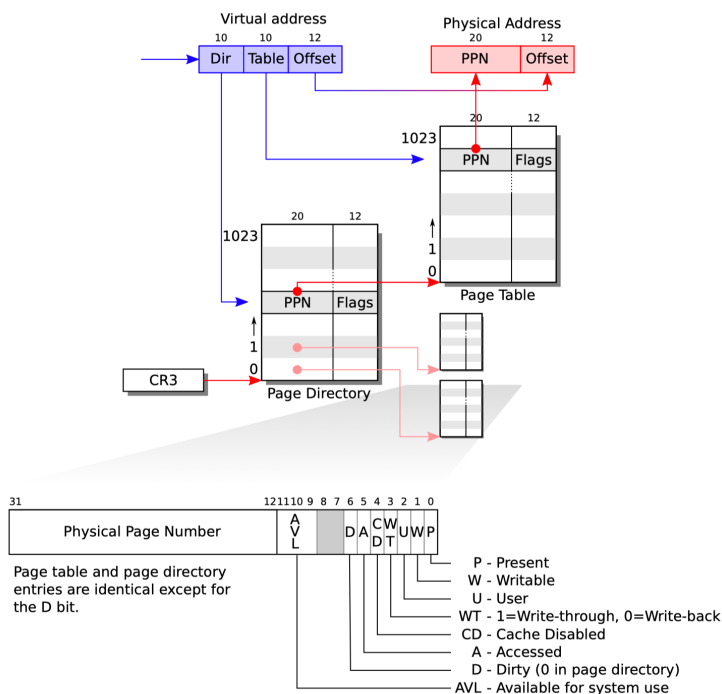 Virtual address
Physical Address
10 10 12
20 12
Dir Table Offset
PPN Offset
20 12
1023
PPN Flags
1
0
Page Table
20 12
1023
PPN Flags
1
0
CR3
Page Directory
31 12 11 10 9 8 7 6 5 4 3 2 1 0
Physical Page Number AVL D A CD WT U W P
Page table and page directory
entries are identical except for
the D bit.
P - Present
W - Writable
U - User
WT - 1=Write-through, 0=Write-back
CD - Cache Disabled
A - Accessed
D - Dirty (0 in page directory)
AVL - Available for system use